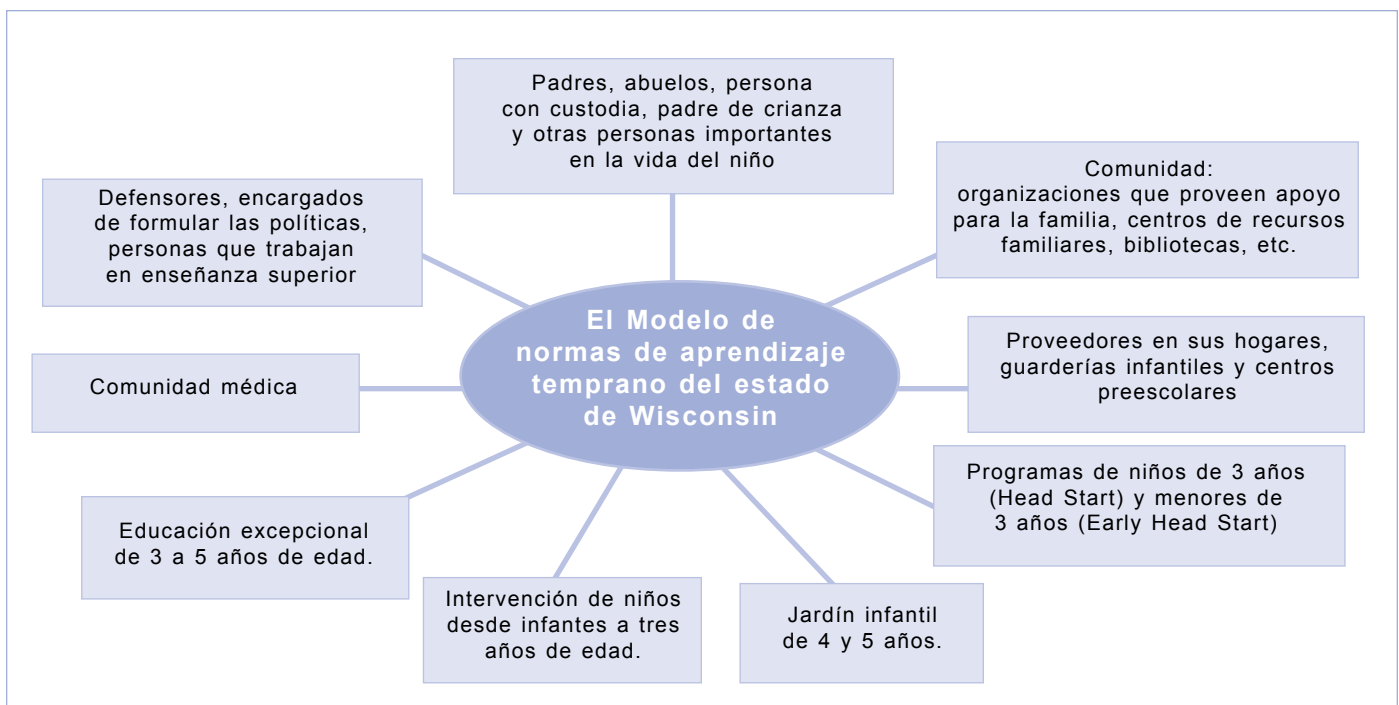 Padres, abuelos, persona
con custodia, padre de crianza
y otras personas importantes
en la vida del niño
Comunidad:
organizaciones que proveen apoyo
para la familia, centros de recursos
familiares, bibliotecas, etc.
Defensores, encargados
de formular las políticas,
personas que trabajan
en enseñanza superior
El Modelo de
normas de aprendizaje
temprano del estado
de Wisconsin
Proveedores en sus hogares,
guarderías infantiles y centros
preescolares
Comunidad médica
Programas de niños de 3 años
(Head Start) y menores de
3 años (Early Head Start)
Educación excepcional
de 3 a 5 años de edad.
Intervención de niños
desde infantes a tres
años de edad.
Jardín infantil
de 4 y 5 años.